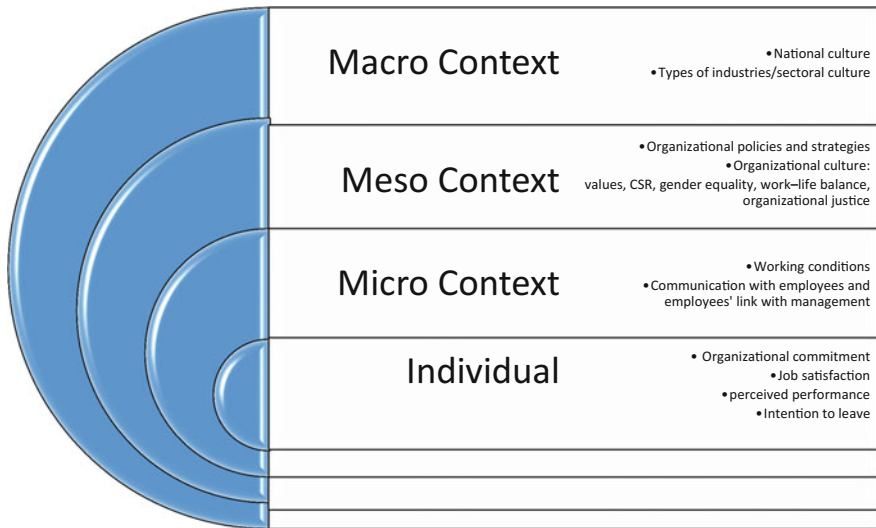 Macro Context
•National culture
•Types of industries/sectoral culture
Meso Context
•Organizational policies and strategies
•Organizational culture:
values, CSR, gender equality, work–life balance,
organizational justice
Micro Context
•Working conditions
•Communication with employees and
employees' link with management
Individual
• Organizational commitment
•Job satisfaction
•perceived performance
•Intention to leave